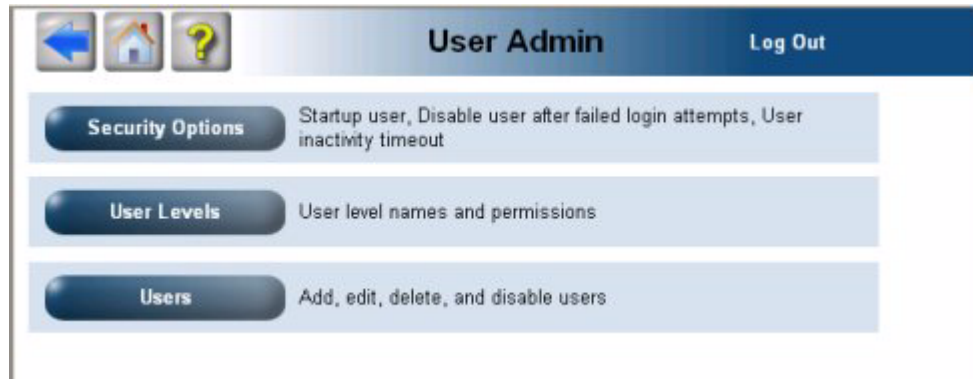 User Admin
Log Out
Security Options
Startup user, Disable user after failed login attempts, User
inactivity timeout
User Levels
User level names and permissions
Users
Add, edit, delete, and disable users